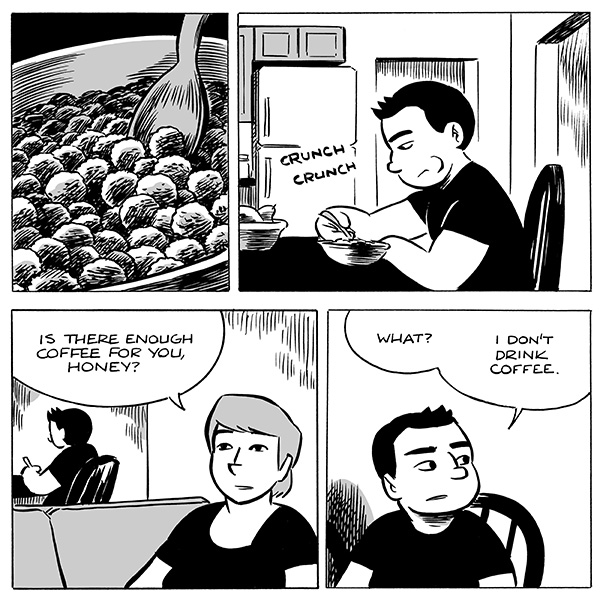 CRUNCH
CRUNCH
IS THERE ENOUGH
COFFEE FOR YOU,
HONEY?
WHAT?
I DON'T
DRINK
COFFEE.